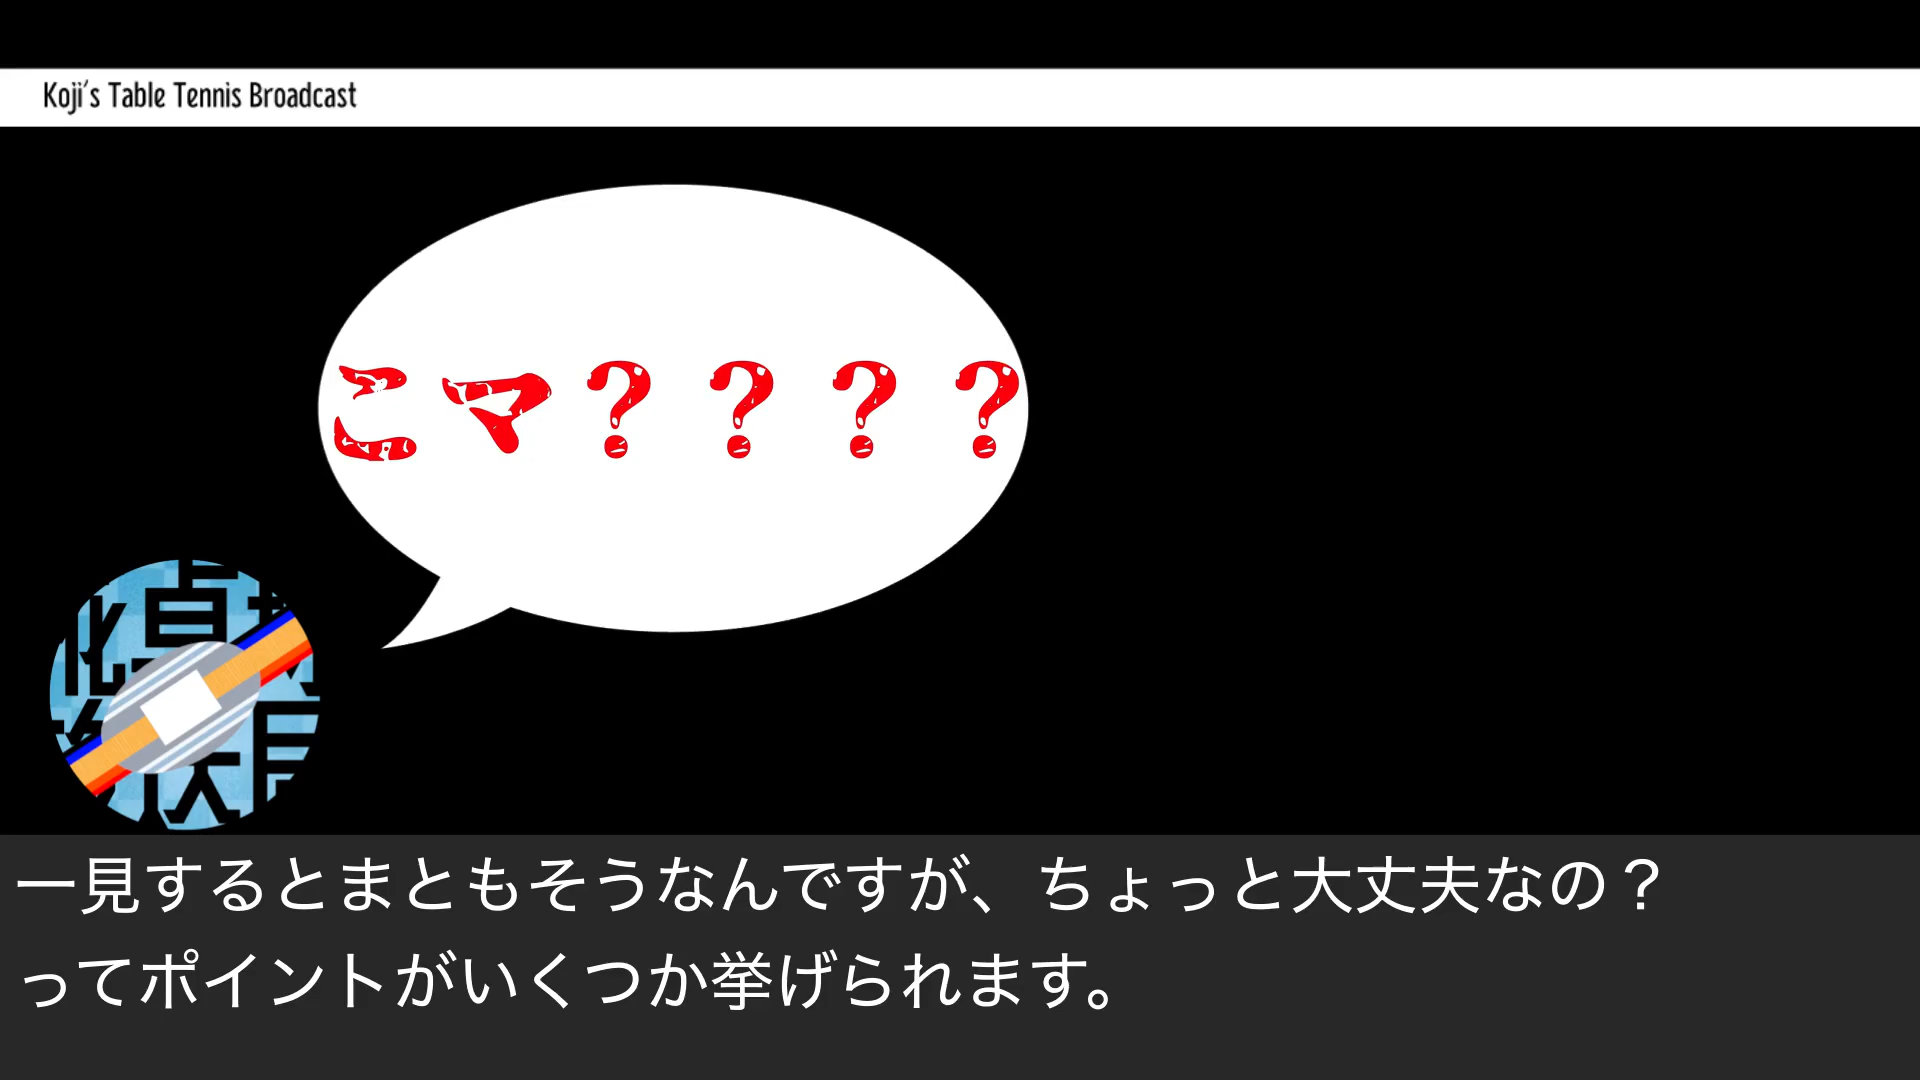 Koji's Table Tennis Broadcast
こマ？？？？
一見するとまともそうなんですが、ちょっと大丈夫なの？
ってポイントがいくつか挙げられます。